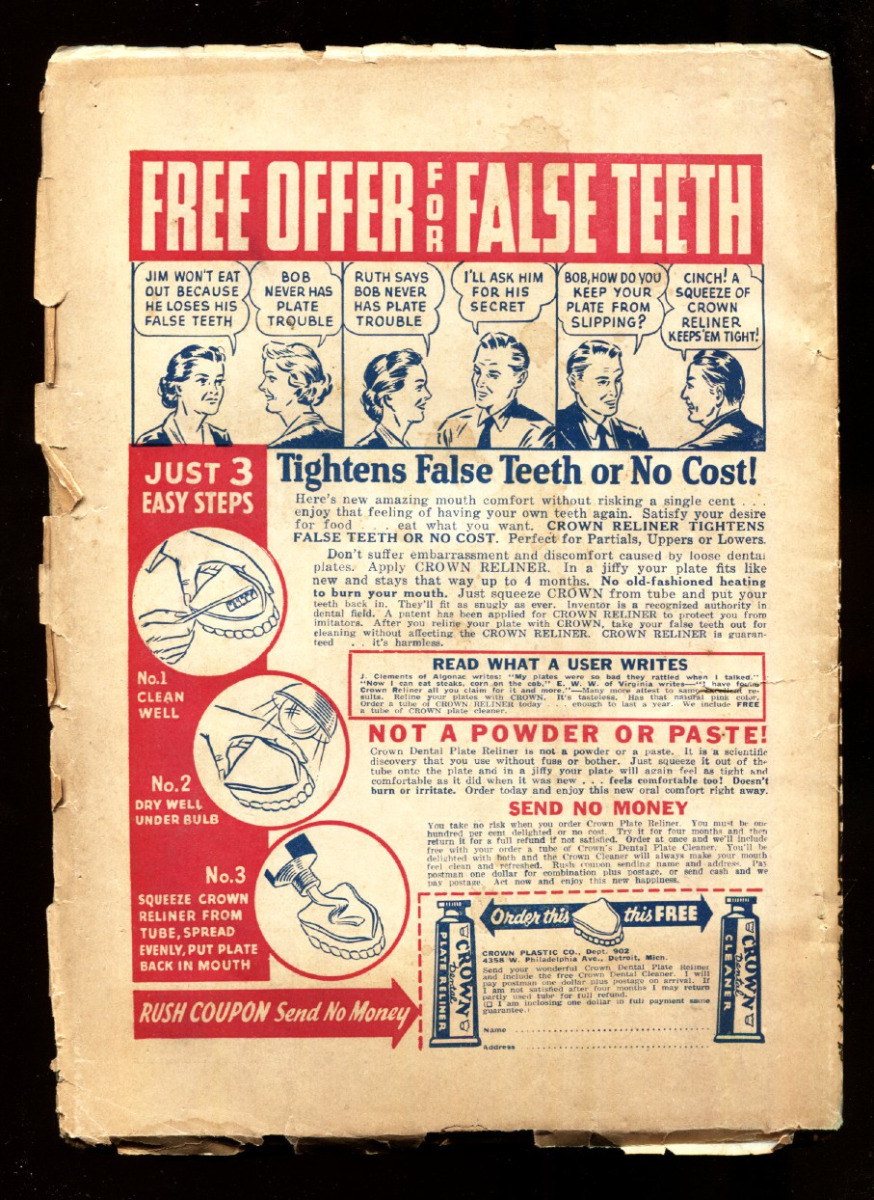 FREE OFFER FOR FALSE TEETH
JIM WON'T EAT
OUT BECAUSE
HE LOSES HIS
FALSE TEETH
BOB
NEVER HAS
PLATE
TROUBLE
RUTH SAYS
BOB NEVER
HAS PLATE
TROUBLE
I'LL ASK HIM
FOR HIS
SECRET
BOB, HOW DO YOU
KEEP YOUR
PLATE FROM
SLIPPING?
CINCH! A
SQUEEZE OF
CROWN
RELINER
KEEPS 'EM TIGHT!
JUST 3
EASY STEPS
No.1
CLEAN
WELL
No.2
DRY WELL
UNDER BULB
No.3
SQUEEZE CROWN
RELINER FROM
TUBE, SPREAD
EVENLY, PUT PLATE
BACK IN MOUTH
Tightens False Teeth or No Cost!
Here's new amazing mouth comfort without risking a single cent . . .
enjoy that feeling of having your own teeth again. Satisfy your desire
for food . . . eat what you want. CROWN RELINER TIGHTENS
FALSE TEETH OR NO COST. Perfect for Partials, Uppers or Lowers.
Don't suffer embarrassment and discomfort caused by loose dental
plates. Apply CROWN RELINER. In a jiffy your plate fits like
new and stays that way up to 4 months. No old-fashioned heating
to burn your mouth. Just squeeze CROWN from tube and put your
teeth back in. They'll fit as snugly as ever. Inventor is a recognized authority in
dental field. A patent has been applied for CROWN RELINER to protect you from
imitators. After you reline your plate with CROWN, take your false teeth out for
cleaning without affecting the CROWN RELINER. CROWN RELINER is guaran-
teed . . . it's harmless.
READ WHAT A USER WRITES
J. Clements of Algonac writes: "My plates were so bad they rattled when I talked."
"Now I can eat steaks, corn on the cob." E. W. W. of Virginia writes—"I have found
Crown Reliner all you claim for it and more."—Many more attest to same excellent re-
sults. Reline your plates with CROWN. It's tasteless. Has that natural pink color.
Order a tube of CROWN RELINER today . . . enough to last a year. We include FREE
a tube of CROWN plate cleaner.
NOT A POWDER OR PASTE!
Crown Dental Plate Reliner is not a powder or a paste. It is a scientific
discovery that you use without fuss or bother. Just squeeze it out of th-
tube onto the plate and in a jiffy your plate will again feel as tight and
comfortable as it did when it was new . . . feels comfortable too! Doesn't
burn or irritate. Order today and enjoy this new oral comfort right away.
SEND NO MONEY
You take no risk when you order Crown Plate Reliner. You must be one
hundred per cent delighted or no cost. Try it for four months and then
return it for a full refund if not satisfied. Order at once and we'll include
free with your order a tube of Crown's Dental Plate Cleaner. You'll be
delighted with both and the Crown Cleaner will always make your mouth
feel clean and refreshed. Rush coupon sending name and address. Pay
postman one dollar for combination plus postage, or send cash and we
pay postage. Act now and enjoy this new happiness.
RUSH COUPON Send No Money
Order this this FREE
CROWN Dental PLATE RELINER
CROWN PLASTIC CO., Dept. 902
4358 W. Philadelphia Ave., Detroit, Mich.
Send your wonderful Crown Dental Plate Reliner
and include the free Crown Dental Cleaner. I will
pay postman one dollar plus postage on arrival. If
I am not satisfied after four months I may return
partly used tube for full refund.
I am inclosing one dollar in full payment same
guarantee.
Name
Address
CROWN Dental CLEANER